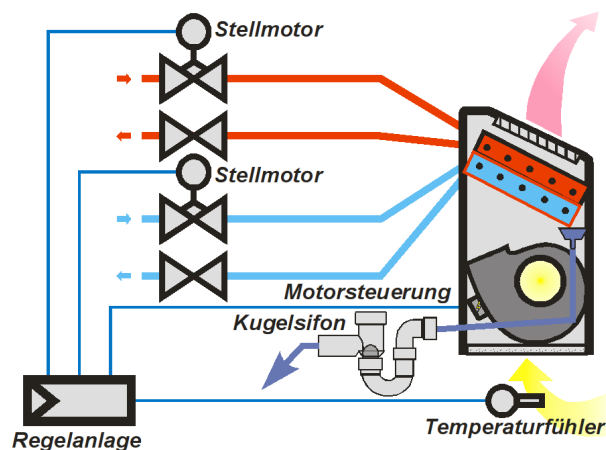 Stellmotor
Stellmotor
Motorsteuerung
Kugelsifon
Temperaturfühler
Regelanlage